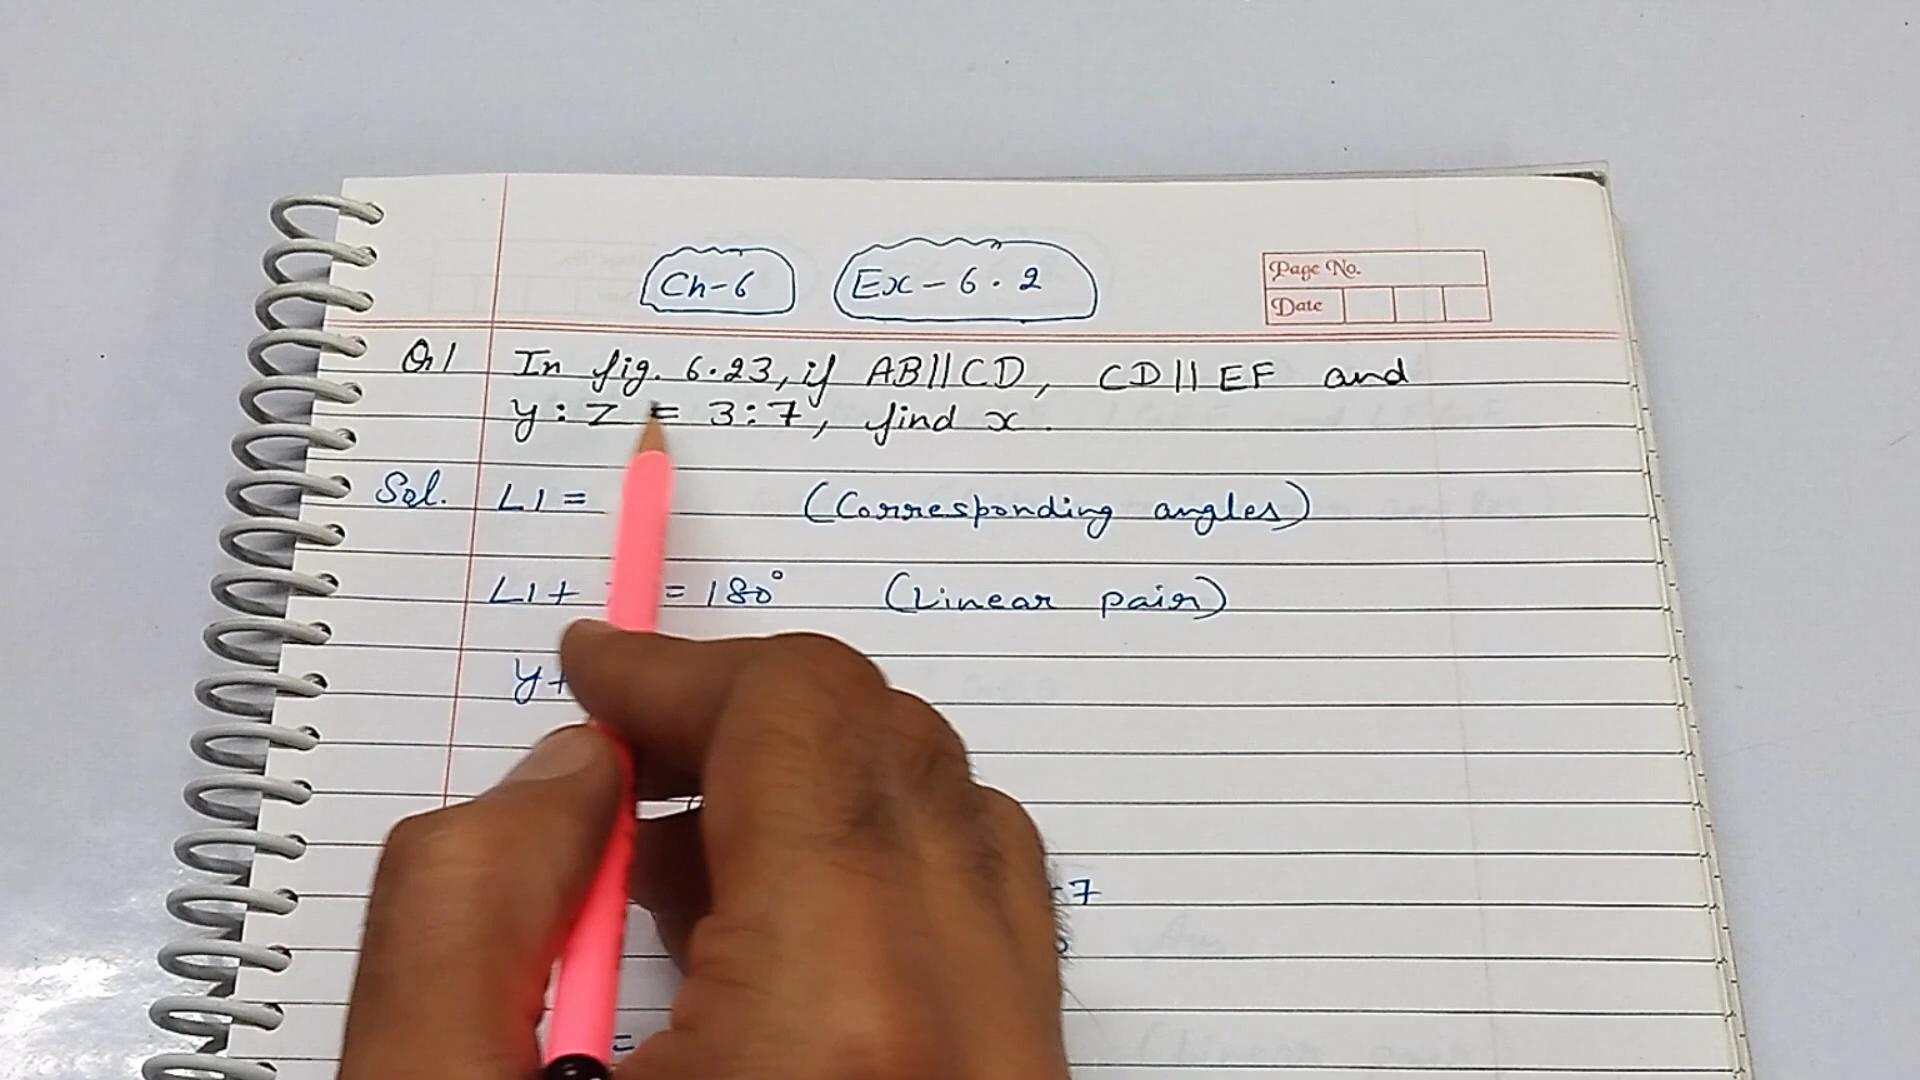 Ch-6 Ex-6.2
Page No.
Date
Q1 In fig. 6.23, if AB||CD, CD||EF and
y : z = 3:7, find x.
Sol. ∠1 = (Corresponding angles)
∠1 + = 180° (Linear pair)
y+
7
=